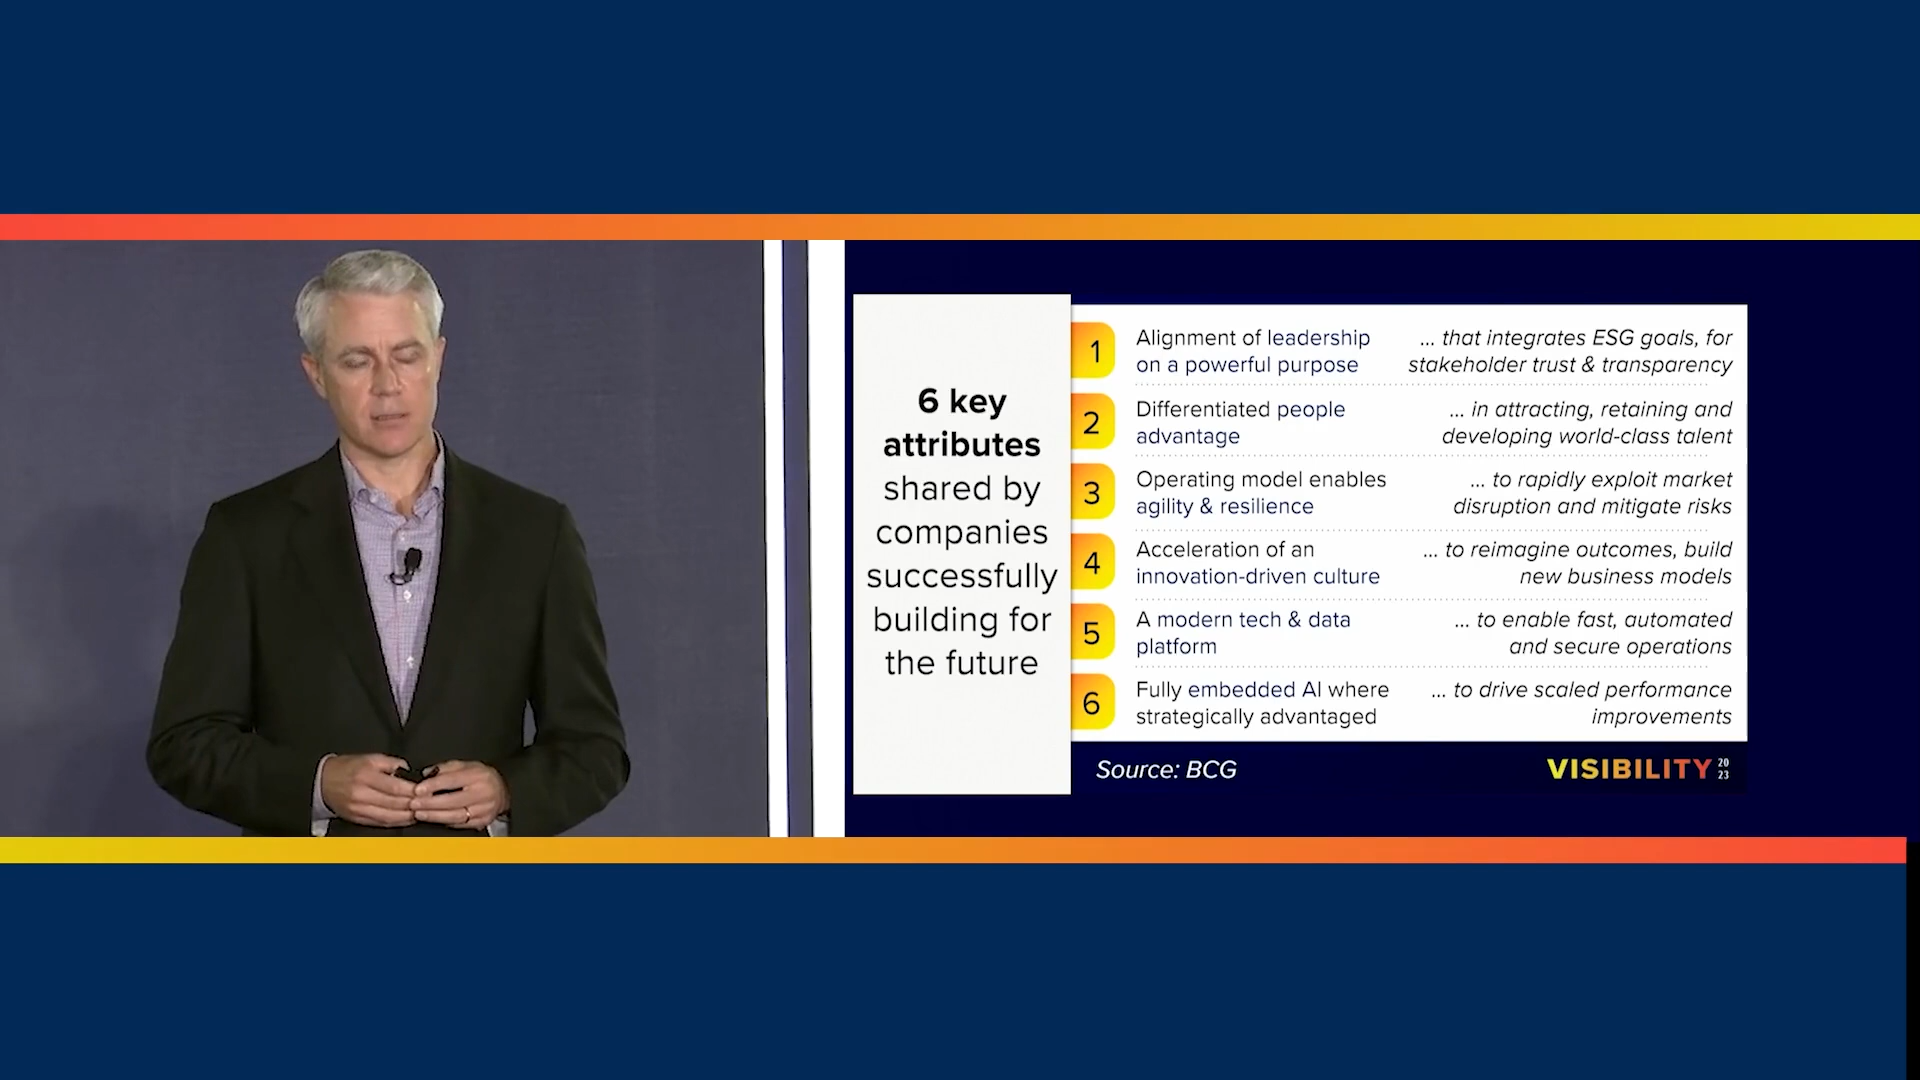 6 key
attributes
shared by
companies
successfully
building for
the future
1
Alignment of leadership
on a powerful purpose
... that integrates ESG goals, for
stakeholder trust & transparency
2
Differentiated people
advantage
... in attracting, retaining and
developing world-class talent
3
Operating model enables
agility & resilience
... to rapidly exploit market
disruption and mitigate risks
4
Acceleration of an
innovation-driven culture
... to reimagine outcomes, build
new business models
5
A modern tech & data
platform
... to enable fast, automated
and secure operations
6
Fully embedded AI where
strategically advantaged
... to drive scaled performance
improvements
Source: BCG
VISIBILITY 20
23